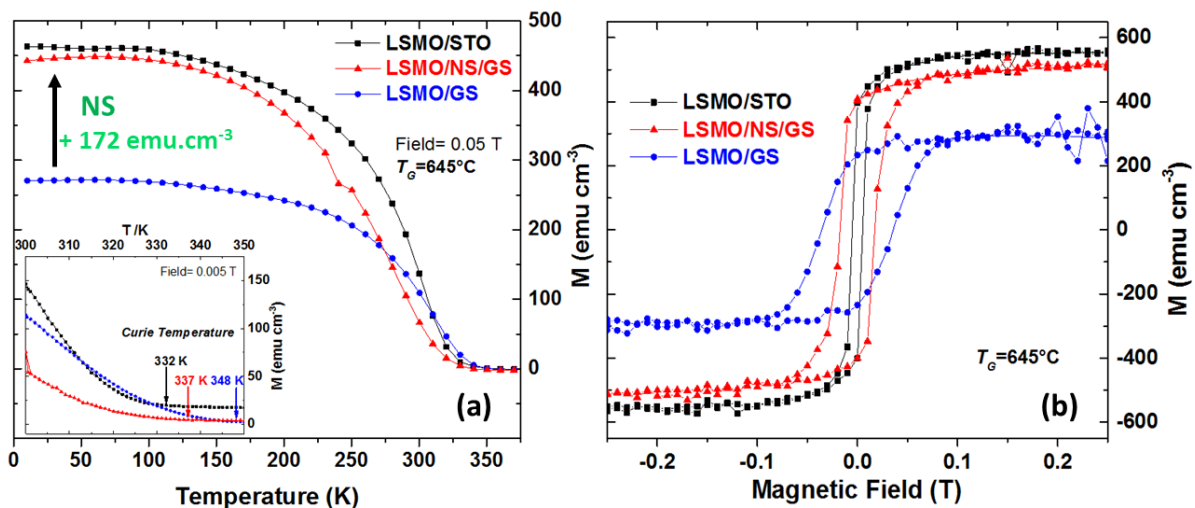 500
400
300
200
100
0
M (emu cm-3)
LSMO/STO
LSMO/NS/GS
LSMO/GS
Field= 0.05 T
TG=645°C
NS
+ 172 emu.cm-3
T /K
300 310 320 330 340 350
Field= 0.005 T
150
100
50
0
M (emu cm-3)
Curie Temperature
332 K
337 K 348 K
(a)
0 50 100 150 200 250 300 350
Temperature (K)
LSMO/STO
LSMO/NS/GS
LSMO/GS
600
400
200
0
-200
-400
-600
M (emu cm-3)
TG=645°C
(b)
-0.2 -0.1 0.0 0.1 0.2
Magnetic Field (T)